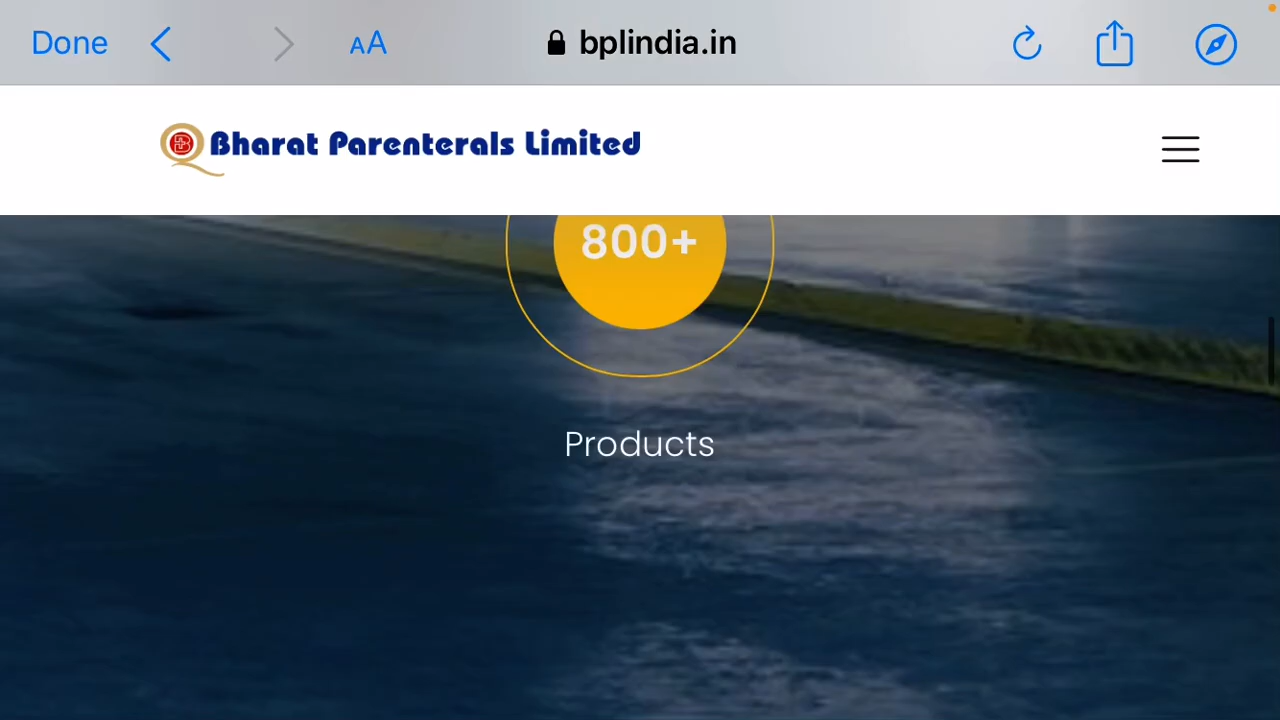 Done
AA
bplindia.in
Bharat Parenterals Limited
800+
Products